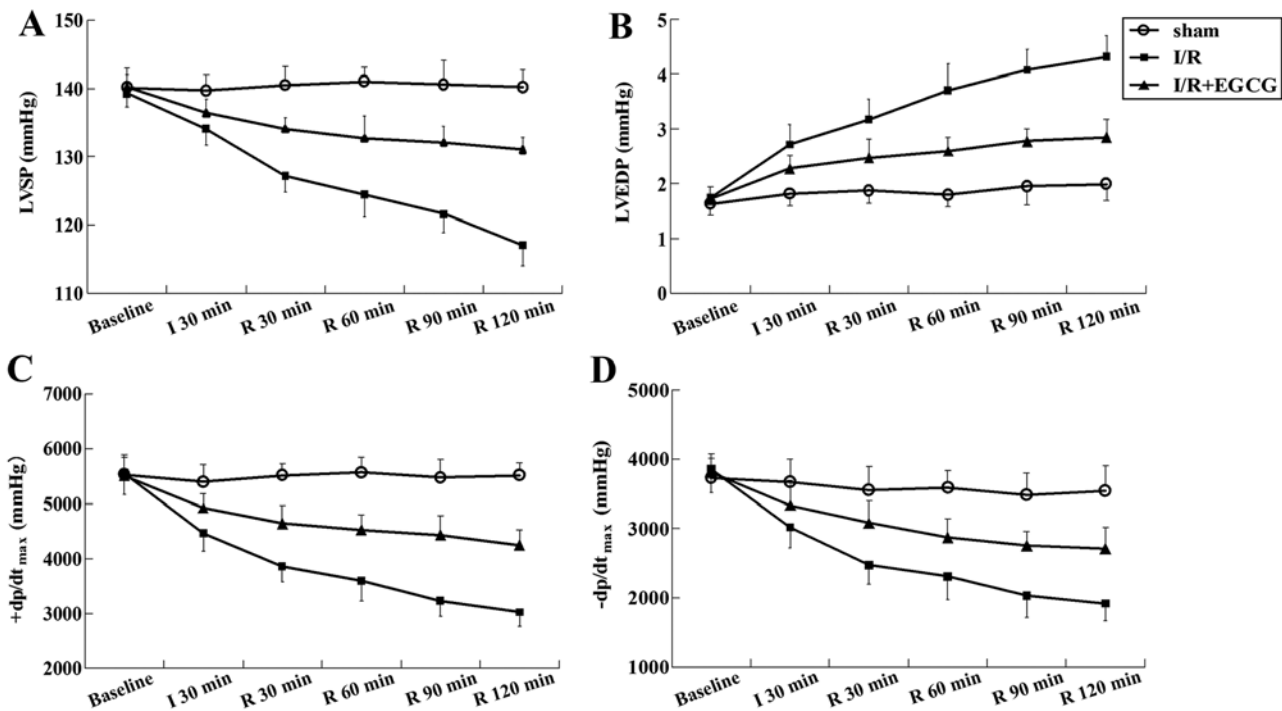 A
150
140
130
120
110
LVSP (mmHg)
Baseline
I 30 min
R 30 min
R 60 min
R 90 min
R 120 min
B
5
4
3
2
1
0
LVEDP (mmHg)
Baseline
I 30 min
R 30 min
R 60 min
R 90 min
R 120 min
sham
I/R
I/R+EGCG
C
7000
6000
5000
4000
3000
2000
+dp/dt max (mmHg)
Baseline
I 30 min
R 30 min
R 60 min
R 90 min
R 120 min
D
5000
4000
3000
2000
1000
-dp/dt max (mmHg)
Baseline
I 30 min
R 30 min
R 60 min
R 90 min
R 120 min